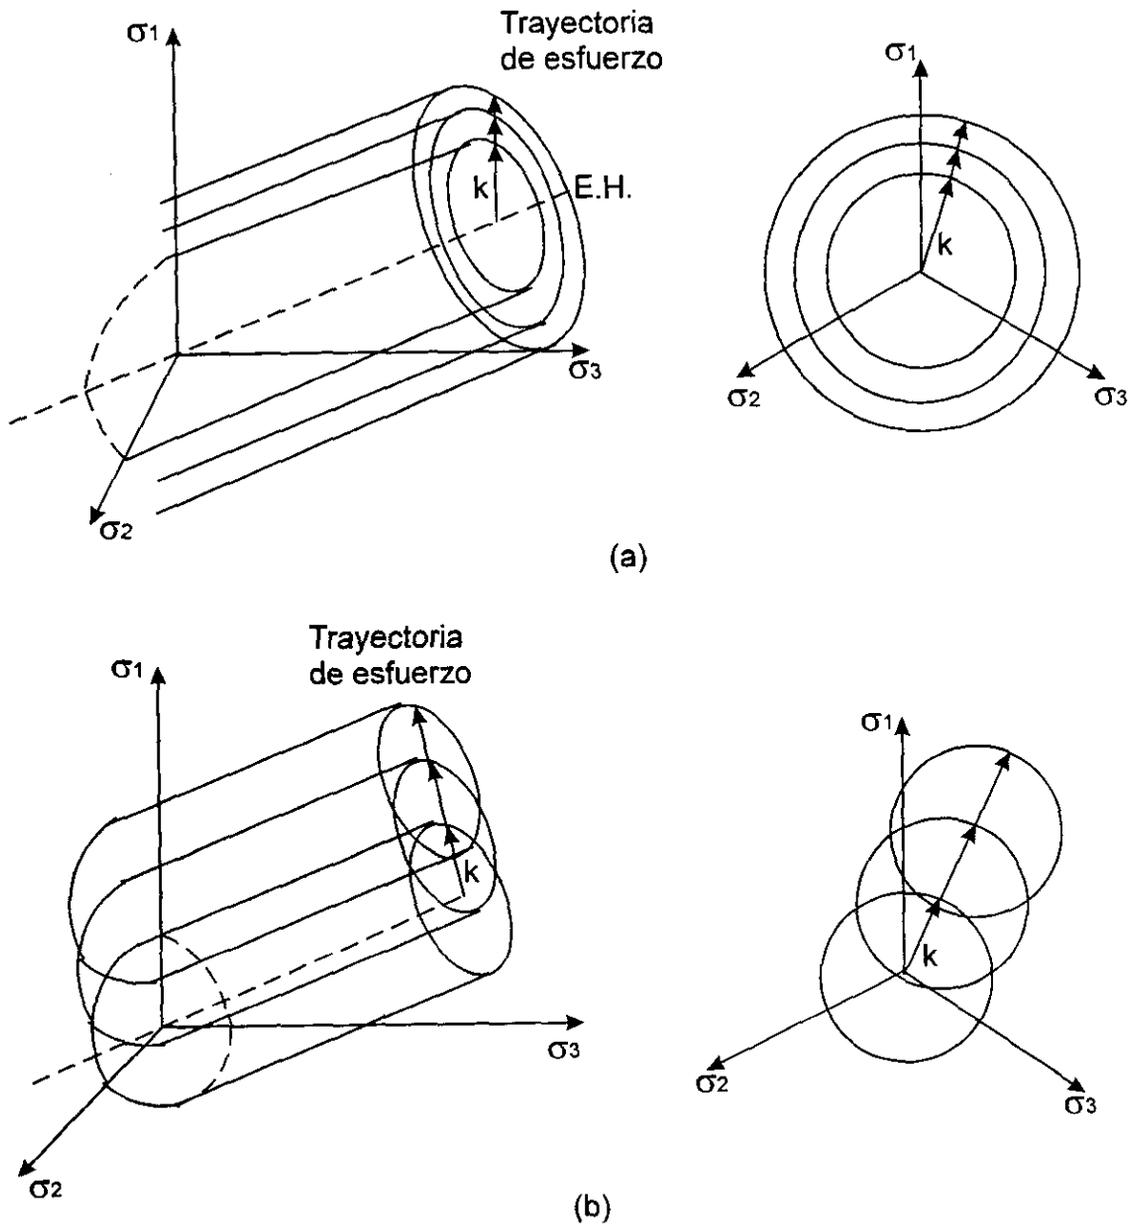 Trayectoria
de esfuerzo
σ1
k
E.H.
σ3
σ2
σ1
k
σ2
σ3
(a)
Trayectoria
de esfuerzo
σ1
k
σ3
σ2
σ1
k
σ2
σ3
(b)